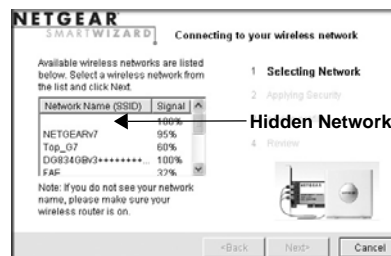 NETGEAR®
SMARTWIZARD
Connecting to your wireless network
Available wireless networks are listed
below. Select a wireless network from
the list and click Next.
Network Name (SSID) Signal
100%
NETGEARv7 95%
Top_G7 60%
DG834GBv3********... 100%
FAE 32%
Note: If you do not see your network
name, please make sure your
wireless router is on.
1 Selecting Network
2 Applying Security
Hidden Network
4 Review
<Back Next> Cancel